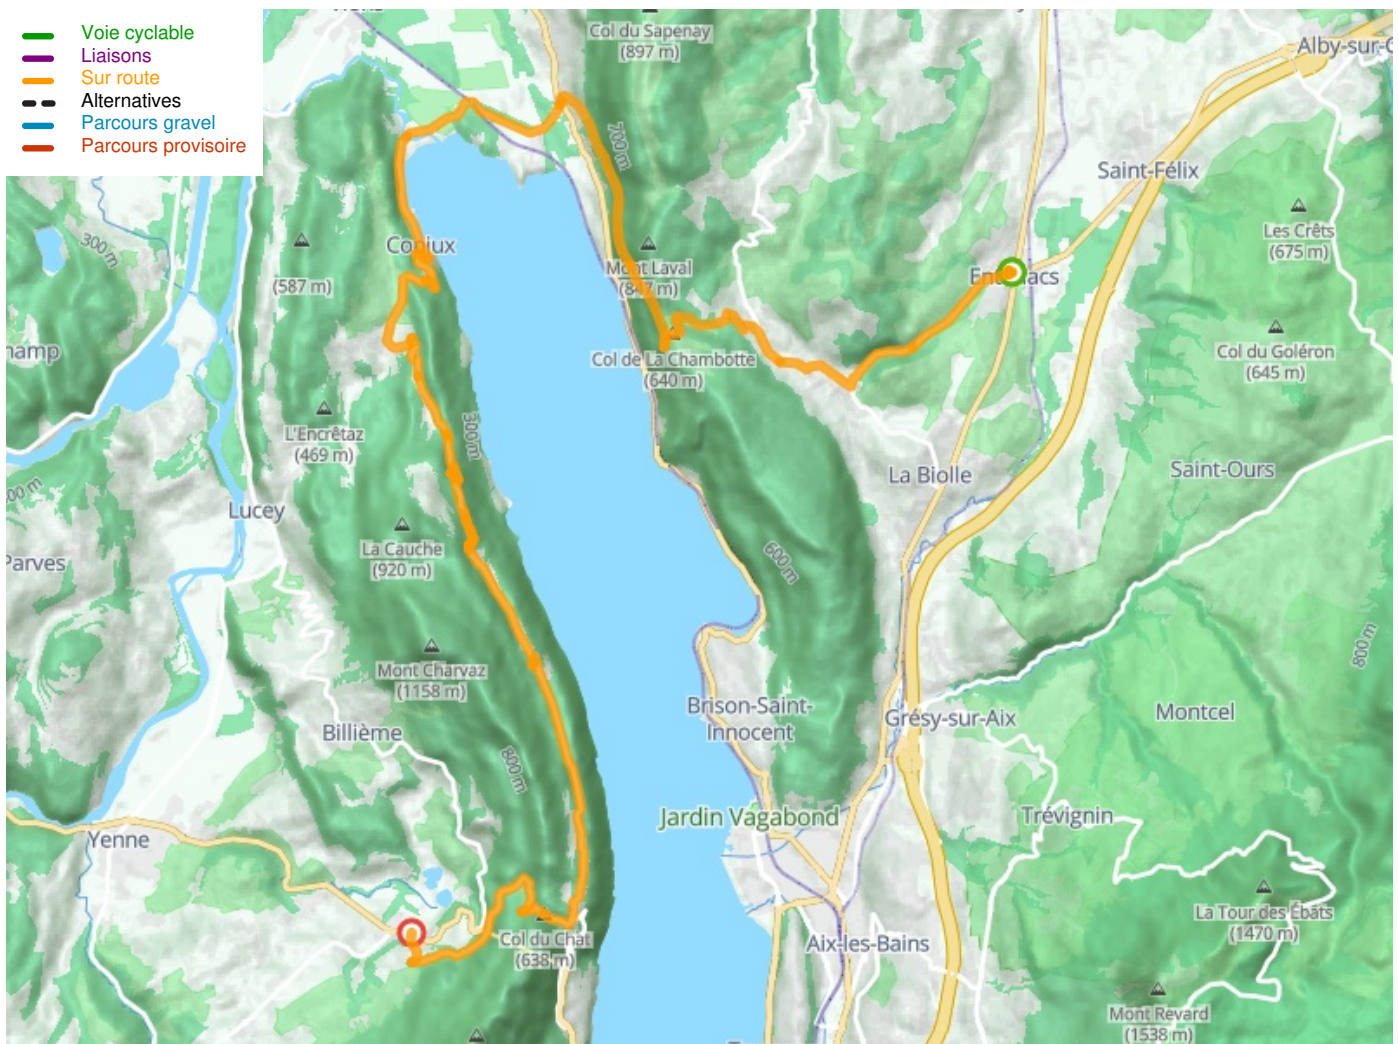 Voie cyclable
Liaisons
Sur route
Alternatives
Parcours gravel
Parcours provisoire
Col du Sapenay
(897 m)
Alby-sur-C
700 m
Saint-Félix
300 m
Les Crêts
(675 m)
(587 m)
Mont Laval
Col du Goléron
(645 m)
Col de La Chambotte
(640 m)
300 m
L'Encrêtaz
(469 m)
La Biolle
Saint-Ours
Lucey
La Cauche
(920 m)
Parves
600 m
800 m
Mont Charvaz
(1158 m)
Brison-Saint-
Innocent
Grésy-sur-Aix
Montcel
Billième
800 m
Jardin Vagabond
Trévignin
Yenne
La Tour des Ébats
(1470 m)
Col du Chat
(638 m)
Aix-les-Bains
Mont Revard
(1538 m)